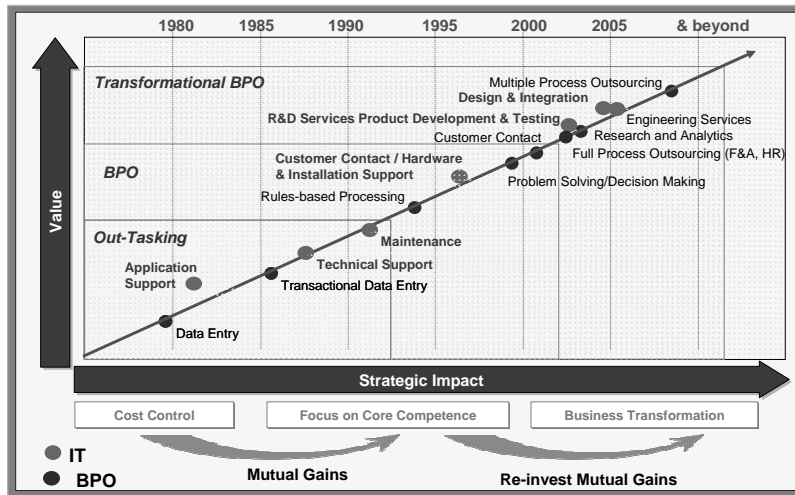 1980 1985 1990 1995 2000 2005 & beyond
Transformational BPO
Multiple Process Outsourcing
Design & Integration
R&D Services Product Development & Testing
Engineering Services
Customer Contact
Research and Analytics
Customer Contact / Hardware
& Installation Support
Full Process Outsourcing (F&A, HR)
BPO
Problem Solving/Decision Making
Rules-based Processing
Value
Out-Tasking
Maintenance
Application
Support
Technical Support
Transactional Data Entry
Data Entry
Strategic Impact
Cost Control
Focus on Core Competence
Business Transformation
IT
BPO
Mutual Gains
Re-invest Mutual Gains